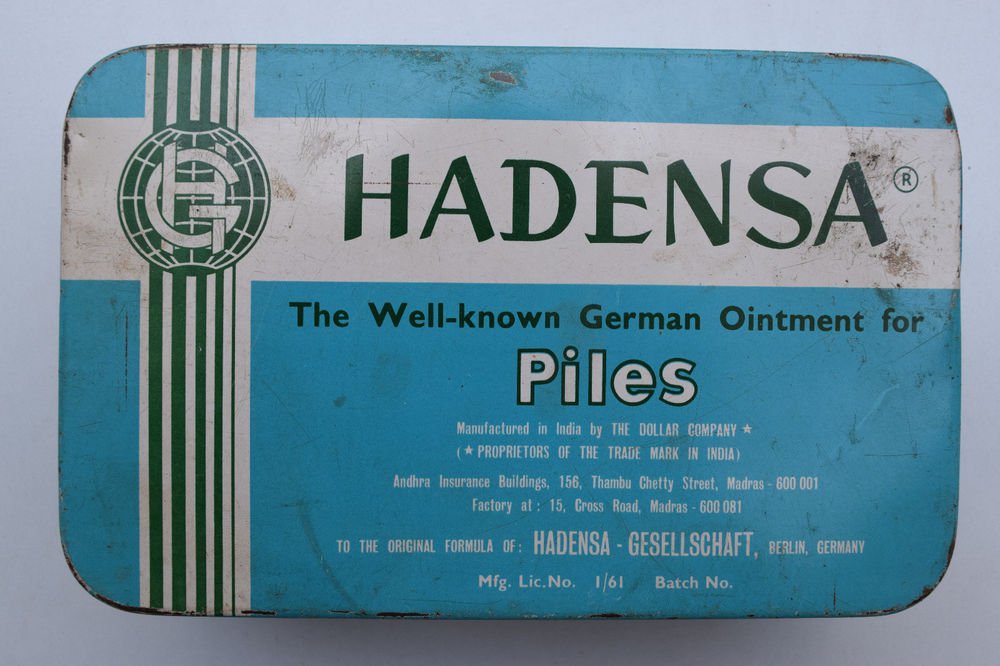 HADENSA®
The Well-known German Ointment for
Piles
Manufactured in India by THE DOLLAR COMPANY ★
(★ PROPRIETORS OF THE TRADE MARK IN INDIA)
Andhra Insurance Buildings, 156, Thambu Chetty Street, Madras - 600 001
Factory at : 15, Cross Road, Madras - 600 081
TO THE ORIGINAL FORMULA OF : HADENSA - GESELLSCHAFT, BERLIN, GERMANY
Mfg. Lic. No. 1/61 Batch No.